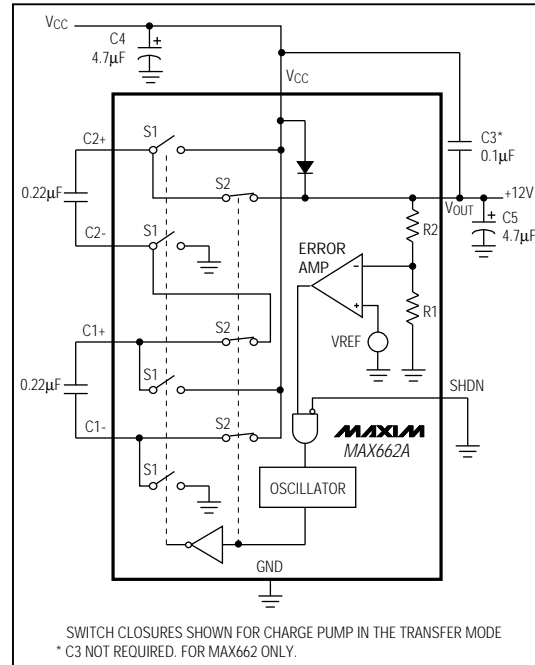 VCC
C4
+
4.7µF
VCC
C2+
S1
C3*
0.1µF
0.22µF
S2
+12V
VOUT
C2-
S1
R2
+
C5
4.7µF
ERROR
AMP
-
+
C1+
S2
R1
VREF
0.22µF
S1
SHDN
C1-
S2
MAXIM
MAX662A
S1
OSCILLATOR
GND
SWITCH CLOSURES SHOWN FOR CHARGE PUMP IN THE TRANSFER MODE
* C3 NOT REQUIRED. FOR MAX662 ONLY.